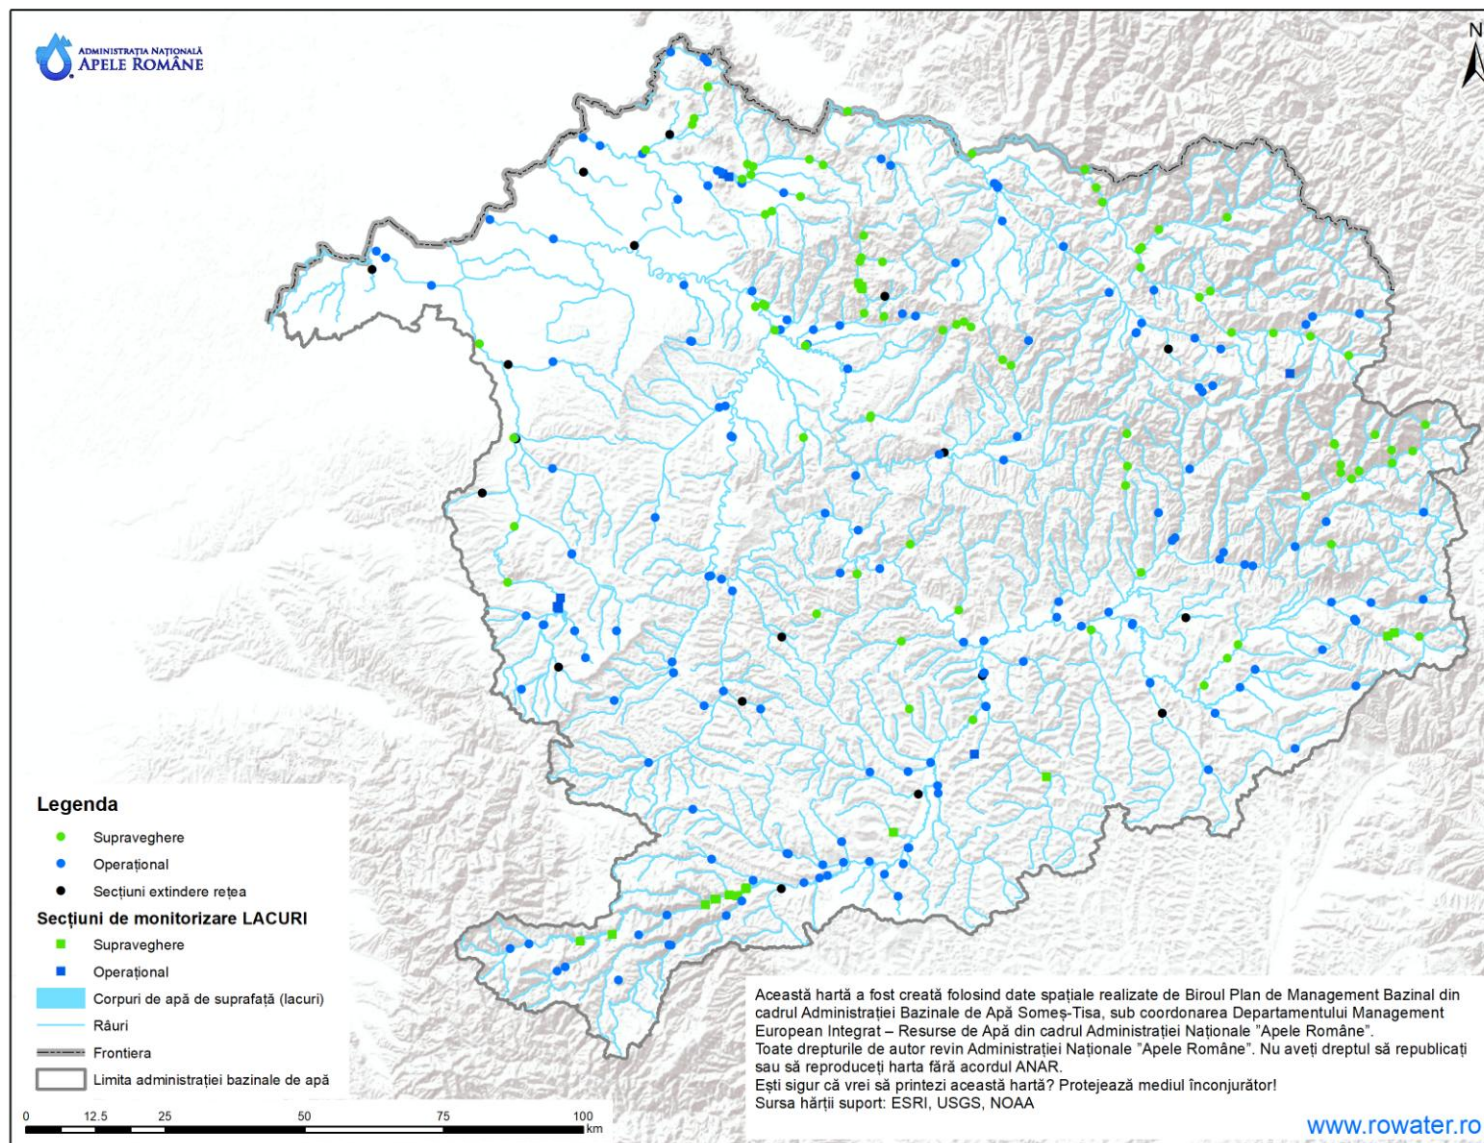 ADMINISTRAȚIA NAȚIONALĂ
APELE ROMÂNE
N
Legenda
Supraveghere
Operațional
Secțiuni extindere rețea
Secțiuni de monitorizare LACURI
Supraveghere
Operațional
Corpuri de apă de suprafață (lacuri)
Râuri
Frontiera
Limita administrației bazinale de apă
0 12.5 25 50 75 100
km
Această hartă a fost creată folosind date spațiale realizate de Biroul Plan de Management Bazinal din
cadrul Administrației Bazinale de Apă Someș-Tisa, sub coordonarea Departamentului Management
European Integrat – Resurse de Apă din cadrul Administrației Naționale "Apele Române".
Toate drepturile de autor revin Administrației Naționale "Apele Române". Nu aveți dreptul să republicați
sau să reproduceți harta fără acordul ANAR.
Ești sigur că vrei să printezi această hartă? Protejează mediul înconjurător!
Sursa hărții suport: ESRI, USGS, NOAA
www.rowater.ro